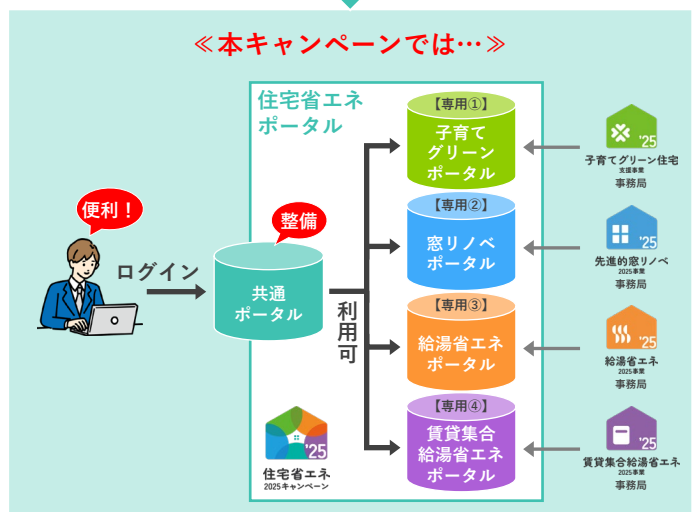 ≪本キャンペーンでは…≫
住宅省エネ
ポータル
【専用①】
子育て
グリーン
ポータル
'25
子育てグリーン住宅
支援事業
事務局
便利！
整備
【専用②】
窓リノベ
ポータル
'25
先進的窓リノベ
2025事業
事務局
ログイン
共通
ポータル
利用可
【専用③】
給湯省エネ
ポータル
'25
給湯省エネ
2025事業
事務局
【専用④】
賃貸集合
給湯省エネ
ポータル
'25
賃貸集合給湯省エネ
2025事業
事務局
'25
住宅省エネ
2025キャンペーン